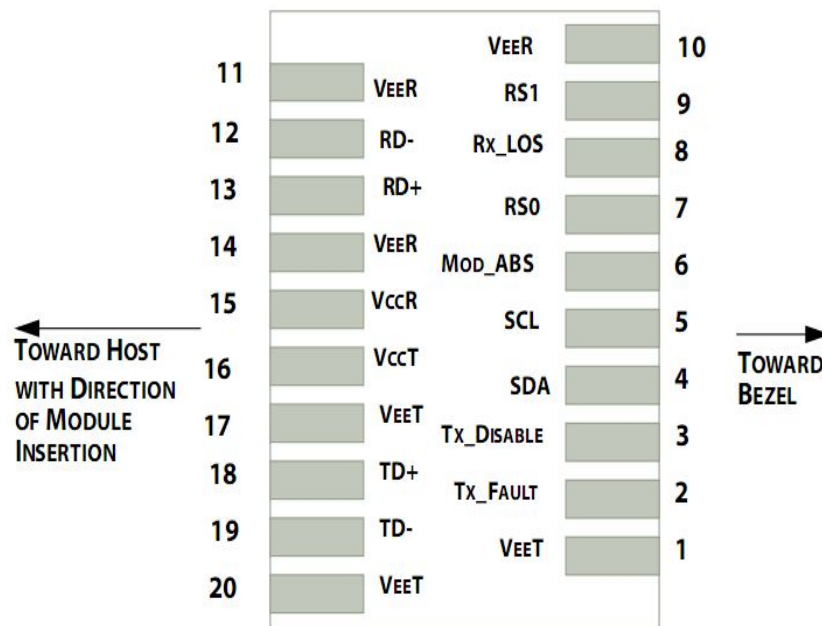 11 VEER
12 RD-
13 RD+
14 VEER
15 VCCR
16 VCCT
17 VEET
18 TD+
19 TD-
20 VEET
VEER 10
RS1 9
RX_LOS 8
RS0 7
MOD_ABS 6
SCL 5
SDA 4
TX_DISABLE 3
TX_FAULT 2
VEET 1
TOWARD HOST
WITH DIRECTION
OF MODULE
INSERTION
TOWARD
BEZEL